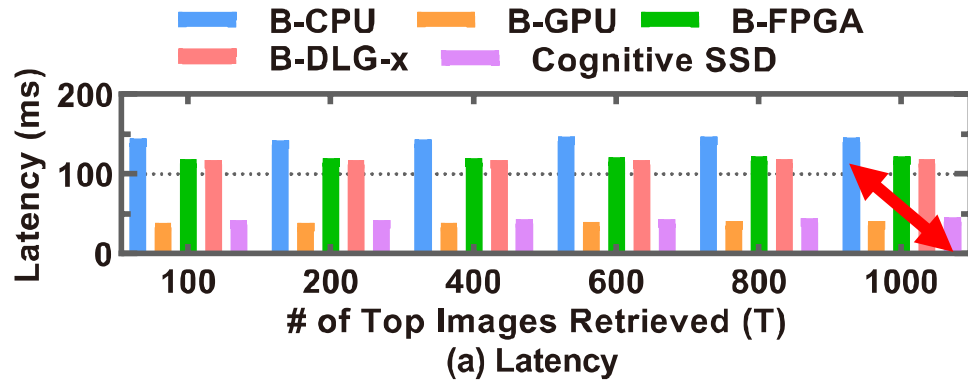 B-CPU B-GPU B-FPGA
B-DLG-x Cognitive SSD
Latency (ms)
200
100
0
100 200 400 600 800 1000
# of Top Images Retrieved (T)
(a) Latency